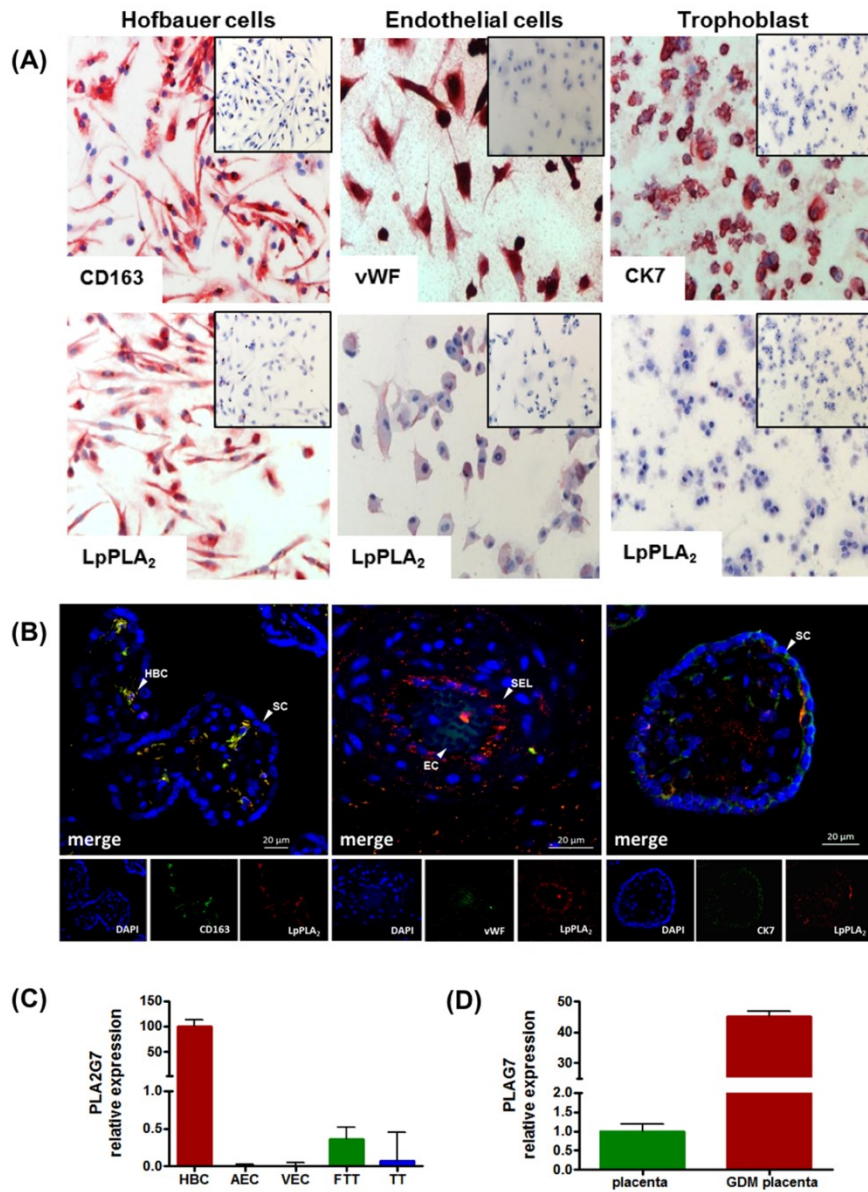 Hofbauer cells Endothelial cells Trophoblast
(A)
CD163 vWF CK7
LpPLA₂ LpPLA₂ LpPLA₂
(B)
HBC SC SEL EC SC
merge 20 µm merge 20 µm merge 20 µm
DAPI CD163 LpPLA₂ DAPI vWF LpPLA₂ DAPI CK7 LpPLA₂
(C) (D)
PLA2G7
relative expression
150
100
50
1.0
0.5
0.0
HBC AEC VEC FTT TT
PLAG7
relative expression
50
40
30
2.0
1.5
1.0
0.5
0.0
placenta GDM placenta